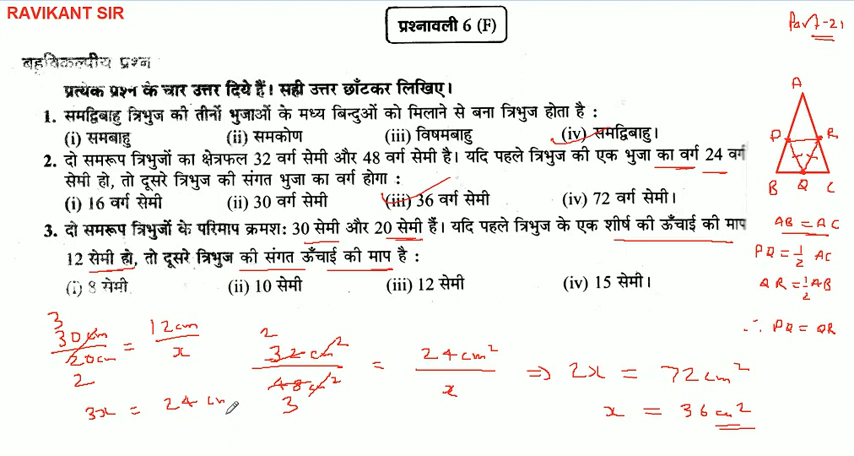 RAVIKANT SIR
प्रश्नावली 6 (F)
Part-21
बहुविकल्पीय प्रश्न
प्रत्येक प्रश्न के चार उत्तर दिये हैं। सही उत्तर छाँटकर लिखिए।
1. समद्विबाहु त्रिभुज की तीनों भुजाओं के मध्य बिन्दुओं को मिलाने से बना त्रिभुज होता है :
(i) समबाहु (ii) समकोण (iii) विषमबाहु (iv) समद्विबाहु।
2. दो समरूप त्रिभुजों का क्षेत्रफल 32 वर्ग सेमी और 48 वर्ग सेमी है। यदि पहले त्रिभुज की एक भुजा का वर्ग 24 वर्ग
सेमी हो, तो दूसरे त्रिभुज की संगत भुजा का वर्ग होगा :
(i) 16 वर्ग सेमी (ii) 30 वर्ग सेमी (iii) 36 वर्ग सेमी (iv) 72 वर्ग सेमी।
3. दो समरूप त्रिभुजों के परिमाप क्रमश: 30 सेमी और 20 सेमी हैं। यदि पहले त्रिभुज के एक शीर्ष की ऊँचाई की माप
12 सेमी हो, तो दूसरे त्रिभुज की संगत ऊँचाई की माप है :
(i) 8 सेमी (ii) 10 सेमी (iii) 12 सेमी (iv) 15 सेमी।
A
P R
B Q C
AB = AC
PQ = 1/2 AC
QR = 1/2 AB
∴ PQ = QR
3 2
30cm/20cm = 12cm/x 32cm²/48cm² = 24cm²/x ⇒ 2x = 72cm²
2 3
3x = 24 cm x = 36cm²